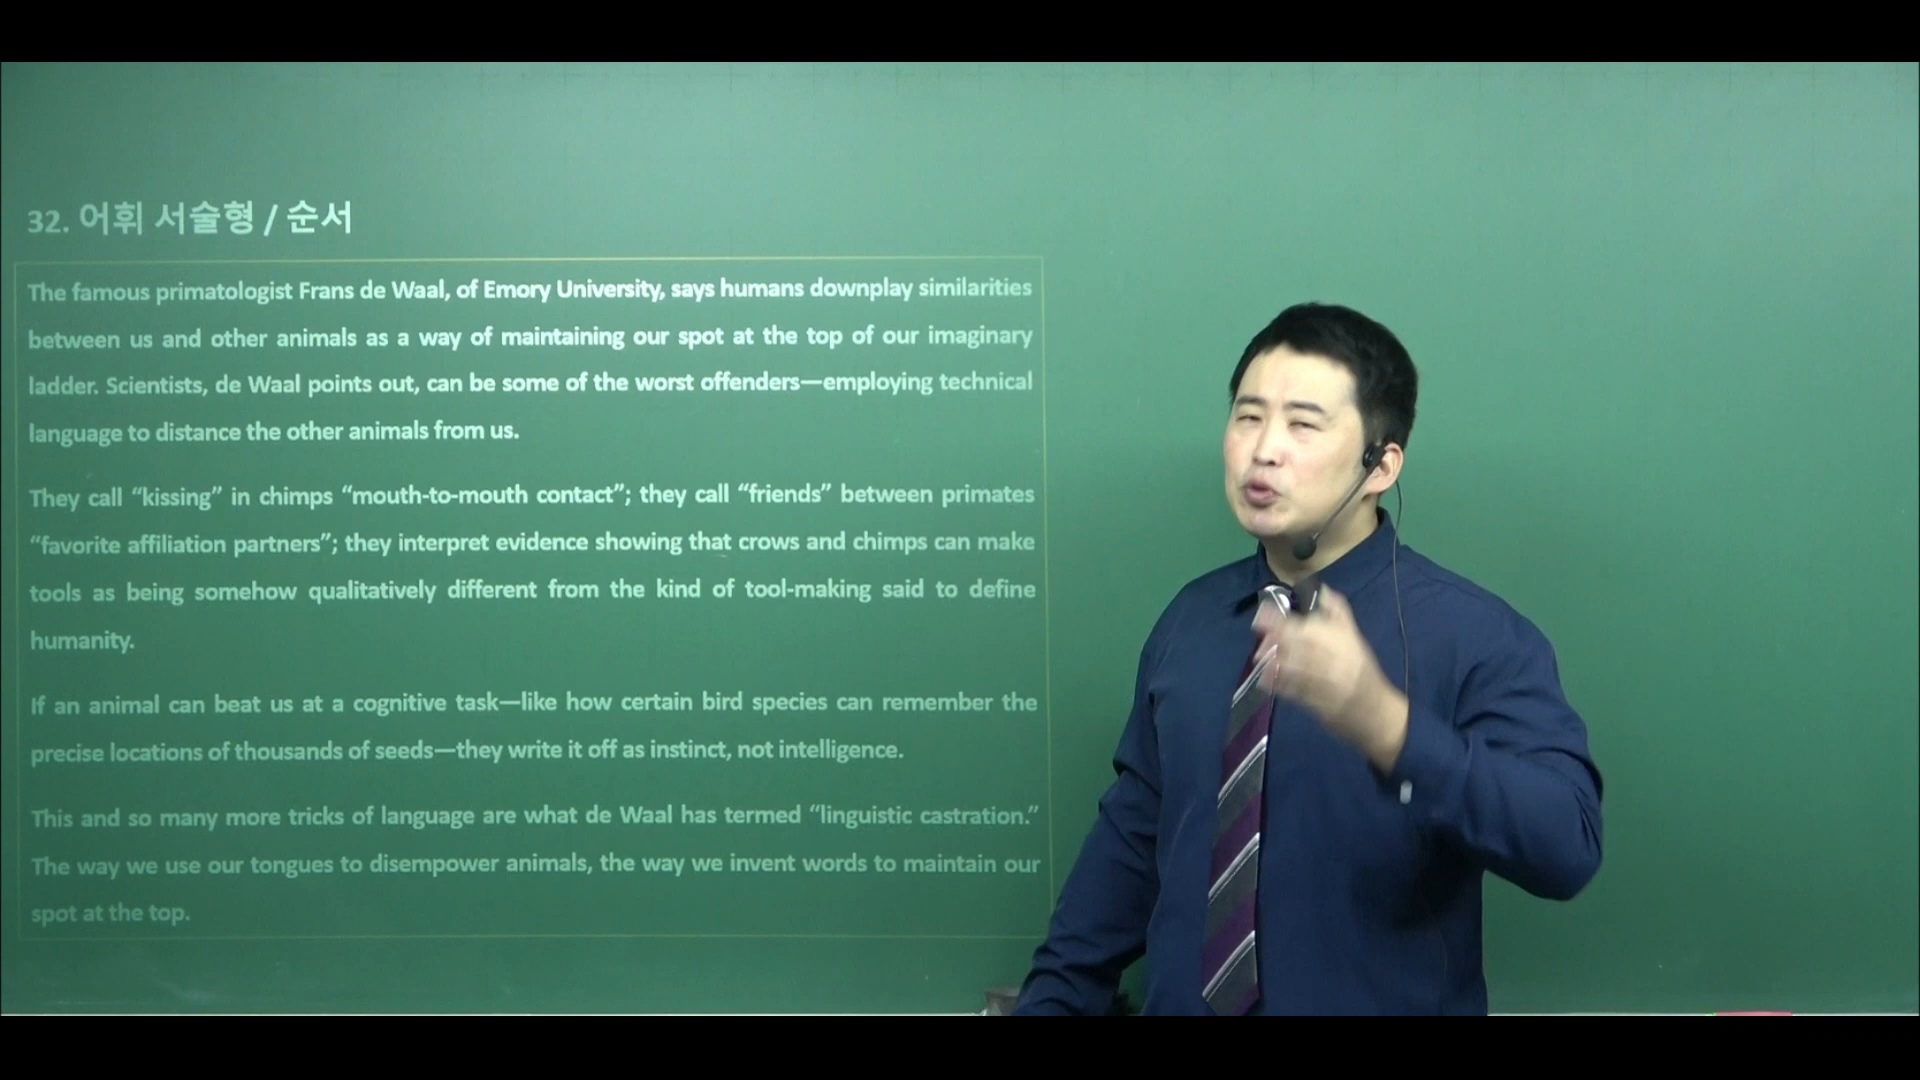 32. 어휘 서술형 / 순서
The famous primatologist Frans de Waal, of Emory University, says humans downplay similarities
between us and other animals as a way of maintaining our spot at the top of our imaginary
ladder. Scientists, de Waal points out, can be some of the worst offenders—employing technical
language to distance the other animals from us.
They call “kissing” in chimps “mouth-to-mouth contact”; they call “friends” between primates
“favorite affiliation partners”; they interpret evidence showing that crows and chimps can make
tools as being somehow qualitatively different from the kind of tool-making said to define
humanity.
If an animal can beat us at a cognitive task—like how certain bird species can remember the
precise locations of thousands of seeds—they write it off as instinct, not intelligence.
This and so many more tricks of language are what de Waal has termed “linguistic castration.”
The way we use our tongues to disempower animals, the way we invent words to maintain our
spot at the top.